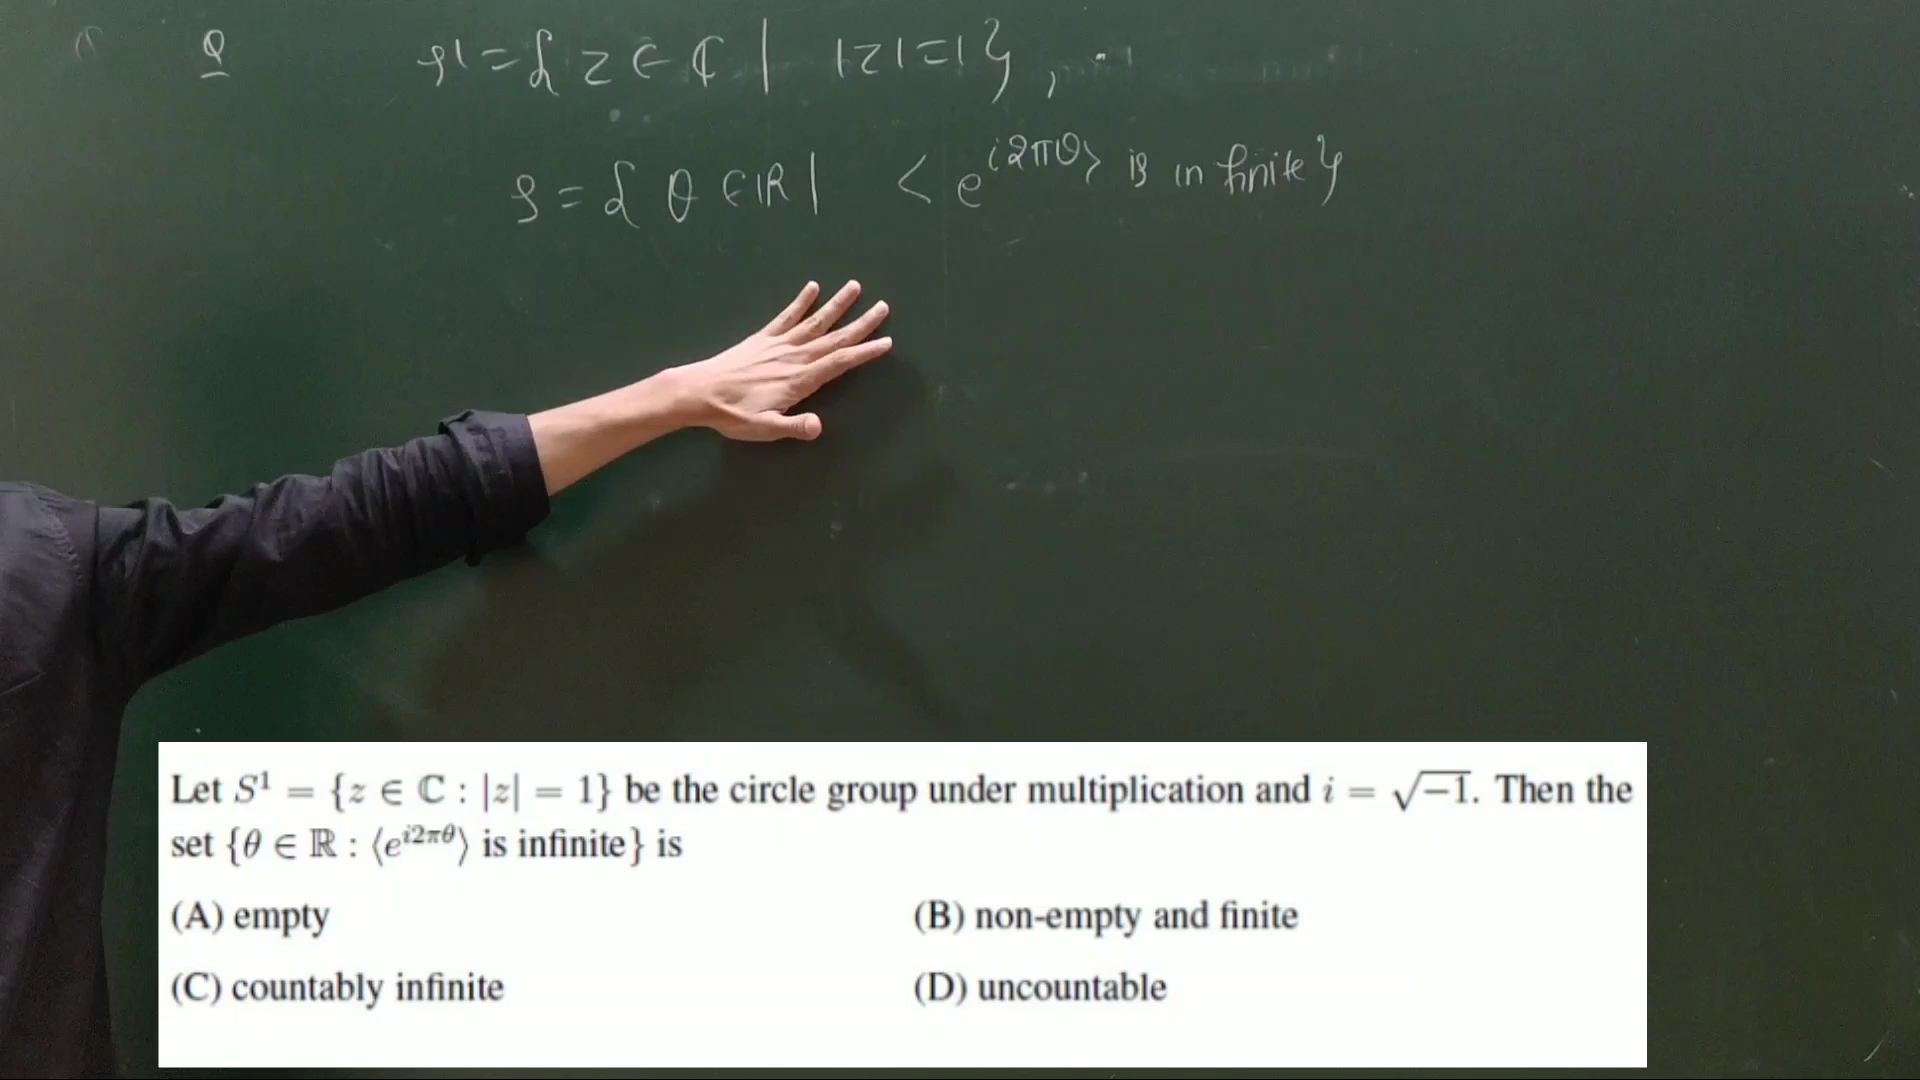 Q S¹ = { z ∈ ℂ | |z| = 1 } ,
S = { θ ∈ ℝ | < e^{i2πθ} > is infinite }
Let S¹ = {z ∈ ℂ : |z| = 1} be the circle group under multiplication and i = √−1. Then the
set {θ ∈ ℝ : ⟨e^{i2πθ}⟩ is infinite} is
(A) empty (B) non-empty and finite
(C) countably infinite (D) uncountable